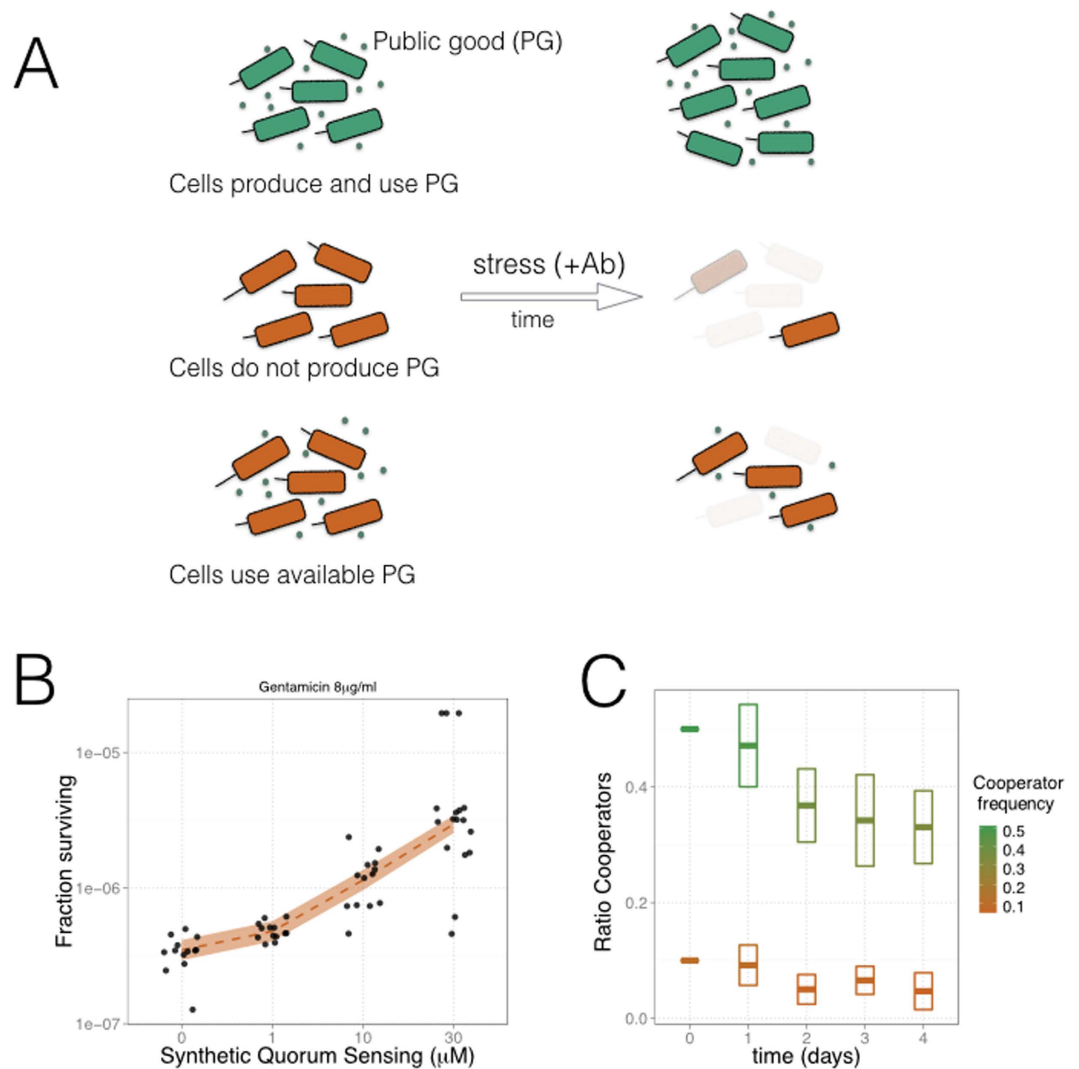 A
Public good (PG)
Cells produce and use PG
stress (+Ab)
time
Cells do not produce PG
Cells use available PG
B
Gentamicin 8μg/ml
Fraction surviving
1e−05
1e−06
1e−07
0 1 10 30
Synthetic Quorum Sensing (μM)
C
Ratio Cooperators
0.4
0.2
0.0
0 1 2 3 4
time (days)
Cooperator
frequency
0.5
0.4
0.3
0.2
0.1